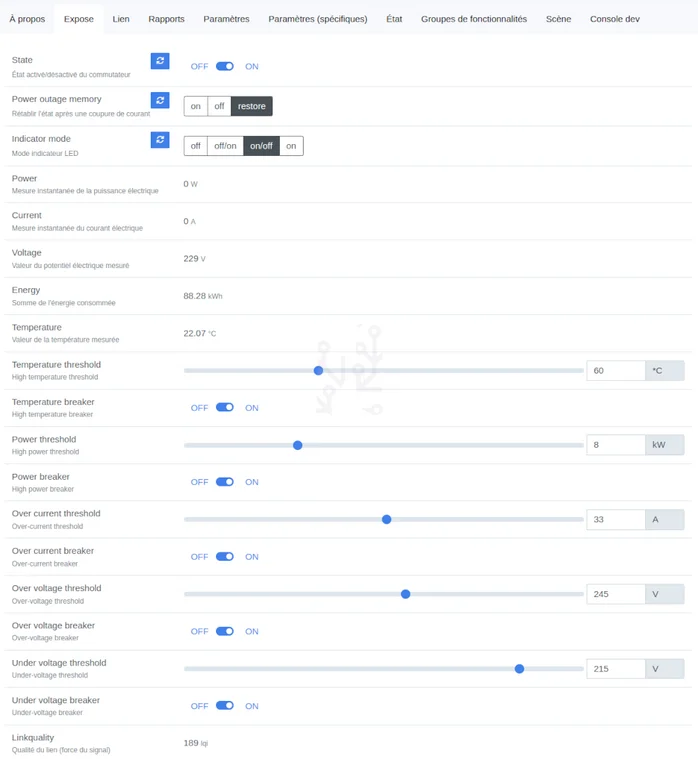 À propos Expose Lien Rapports Paramètres Paramètres (spécifiques) État Groupes de fonctionnalités Scène Console dev
State
État activé/désactivé du commutateur
OFF ON
Power outage memory
Rétablir l'état après une coupure de courant
on off restore
Indicator mode
Mode indicateur LED
off off/on on/off on
Power
Mesure instantanée de la puissance électrique
0 W
Current
Mesure instantanée du courant électrique
0 A
Voltage
Valeur du potentiel électrique mesuré
229 V
Energy
Somme de l'énergie consommée
88.28 kWh
Temperature
Valeur de la température mesurée
22.07 °C
Temperature threshold
High temperature threshold
60 *C
Temperature breaker
High temperature breaker
OFF ON
Power threshold
High power threshold
8 kW
Power breaker
High power breaker
OFF ON
Over current threshold
Over-current threshold
33 A
Over current breaker
Over-current breaker
OFF ON
Over voltage threshold
Over-voltage threshold
245 V
Over voltage breaker
Over-voltage breaker
OFF ON
Under voltage threshold
Under-voltage threshold
215 V
Under voltage breaker
Under-voltage breaker
OFF ON
Linkquality
Qualité du lien (force du signal)
189 lqi